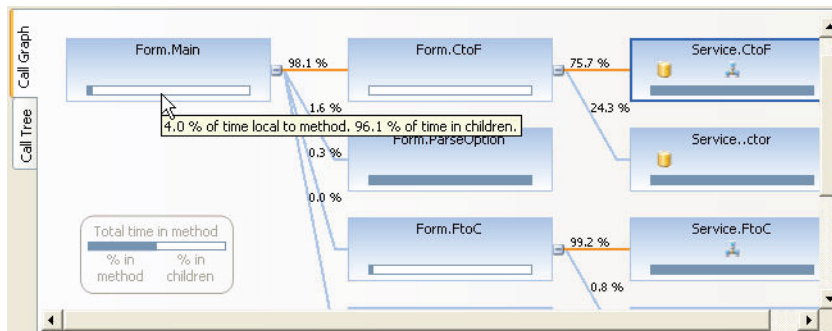 Call Graph
Call Tree
Form.Main
98.1 %
Form.CtoF
75.7 %
Service.CtoF
1.6 %
24.3 %
4.0 % of time local to method. 96.1 % of time in children.
Form.ParseOption
Service..ctor
0.3 %
0.0 %
Total time in method
% in method
% in children
Form.FtoC
99.2 %
Service.FtoC
0.8 %